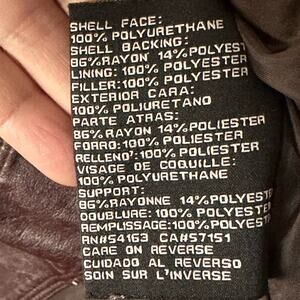 SHELL FACE:
100% POLYURETHANE
SHELL BACKING:
86%RAYON 14%POLYEST
LINING: 100% POLYESTER
FILLER:100% POLYESTER
EXTERIOR CARA:
100% POLIURETANO
PARTE ATRAS:
86%RAYON 14%POLIESTER
FORRO:100% POLIESTER
RELLENO':100% POLIESTER
VISAGE DE COQUILLE:
100% POLYURETHANE
SUPPORT:
86%RAYONNE 14%POLYEST
DOUBLURE: 100% POLYESTER
REMPLISSAGE:100% POLYESTER
RN#54163 CA#57151
CARE ON REVERSE
CUIDADO AL REVERSO
SOIN SUR L'INVERSE